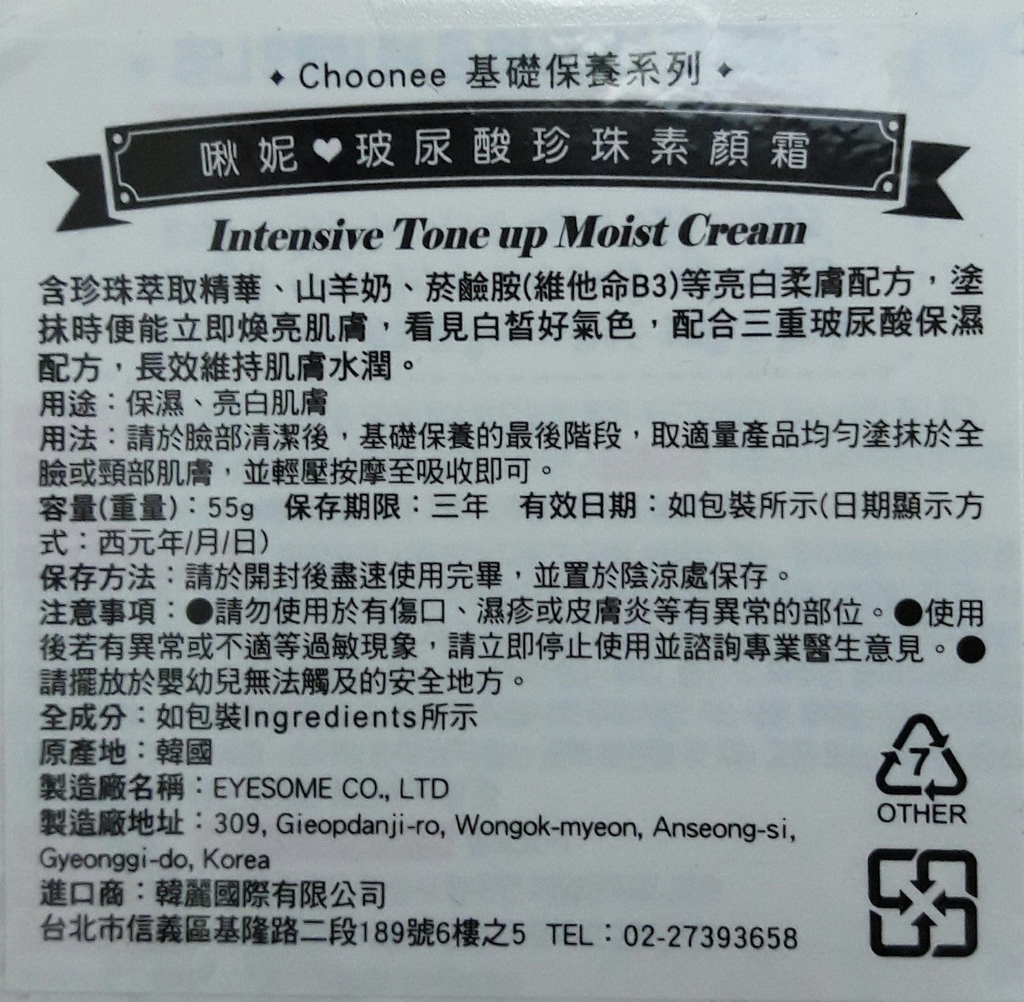 ◆ Choonee 基礎保養系列 ◆
啾妮♥玻尿酸珍珠素顏霜
Intensive Tone up Moist Cream
含珍珠萃取精華、山羊奶、菸鹼胺(維他命B3)等亮白柔膚配方，塗
抹時便能立即煥亮肌膚，看見白皙好氣色，配合三重玻尿酸保濕
配方，長效維持肌膚水潤。
用途：保濕、亮白肌膚
用法：請於臉部清潔後，基礎保養的最後階段，取適量產品均勻塗抹於全
臉或頸部肌膚，並輕壓按摩至吸收即可。
容量(重量)：55g 保存期限：三年 有效日期：如包裝所示(日期顯示方
式：西元年/月/日)
保存方法：請於開封後盡速使用完畢，並置於陰涼處保存。
注意事項：●請勿使用於有傷口、濕疹或皮膚炎等有異常的部位。●使用
後若有異常或不適等過敏現象，請立即停止使用並諮詢專業醫生意見。●
請擺放於嬰幼兒無法觸及的安全地方。
全成分：如包裝Ingredients所示
原產地：韓國
製造廠名稱：EYESOME CO., LTD
製造廠地址：309, Gieopdanji-ro, Wongok-myeon, Anseong-si,
Gyeonggi-do, Korea
進口商：韓麗國際有限公司
台北市信義區基隆路二段189號6樓之5 TEL：02-27393658
7
OTHER